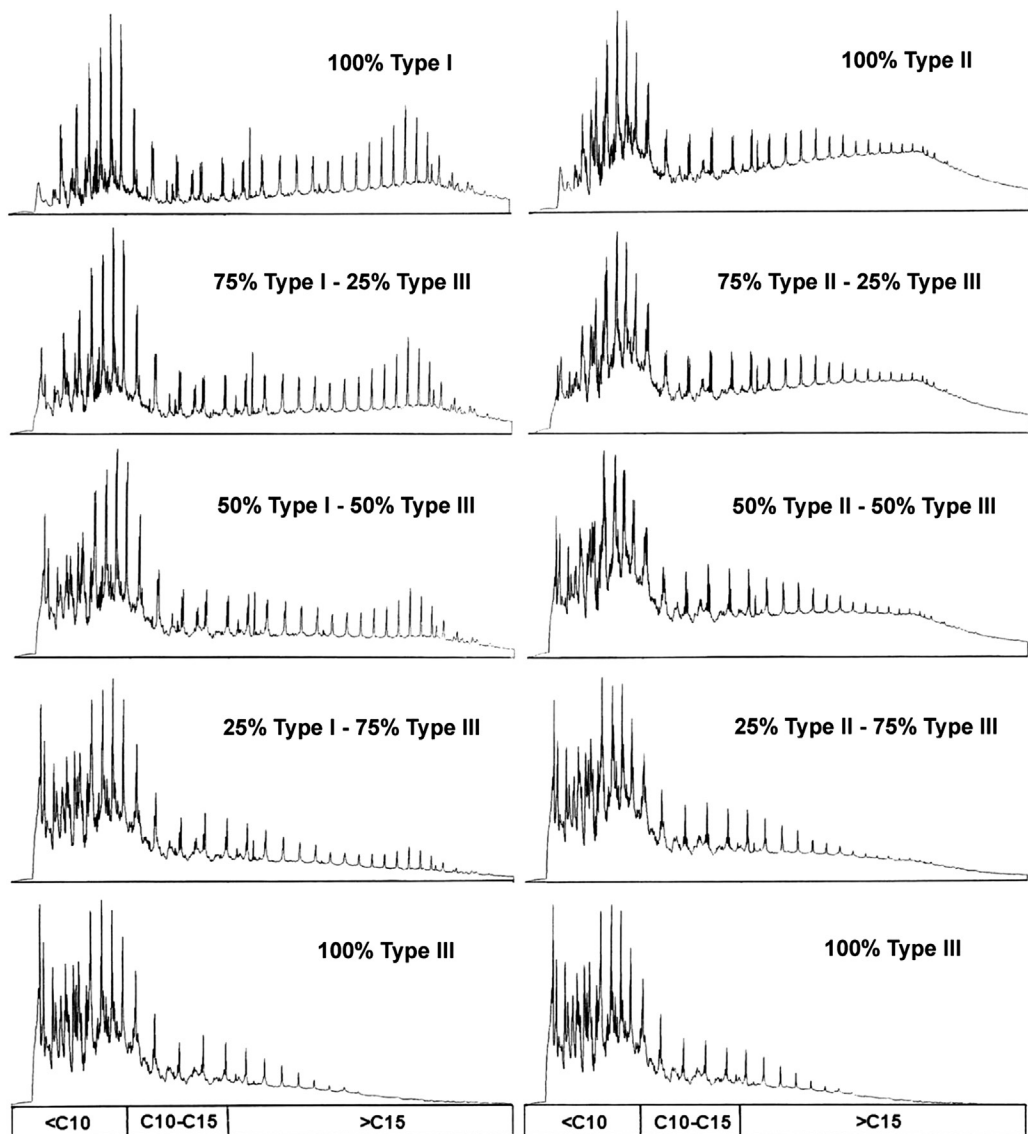 100% Type I
100% Type II
75% Type I - 25% Type III
75% Type II - 25% Type III
50% Type I - 50% Type III
50% Type II - 50% Type III
25% Type I - 75% Type III
25% Type II - 75% Type III
100% Type III
100% Type III
<C10 C10-C15 >C15
<C10 C10-C15 >C15